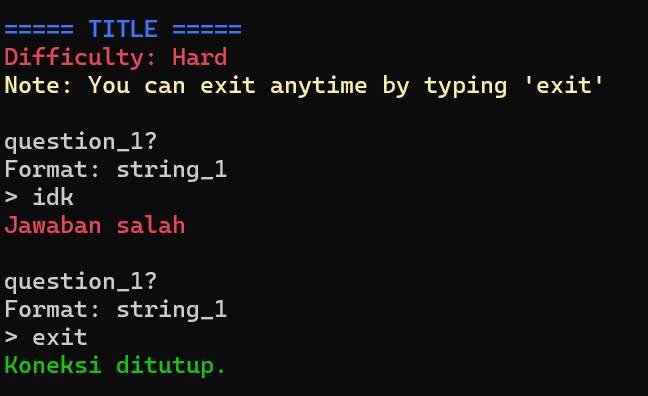 ===== TITLE =====
Difficulty: Hard
Note: You can exit anytime by typing 'exit'
question_1?
Format: string_1
> idk
Jawaban salah
question_1?
Format: string_1
> exit
Koneksi ditutup.